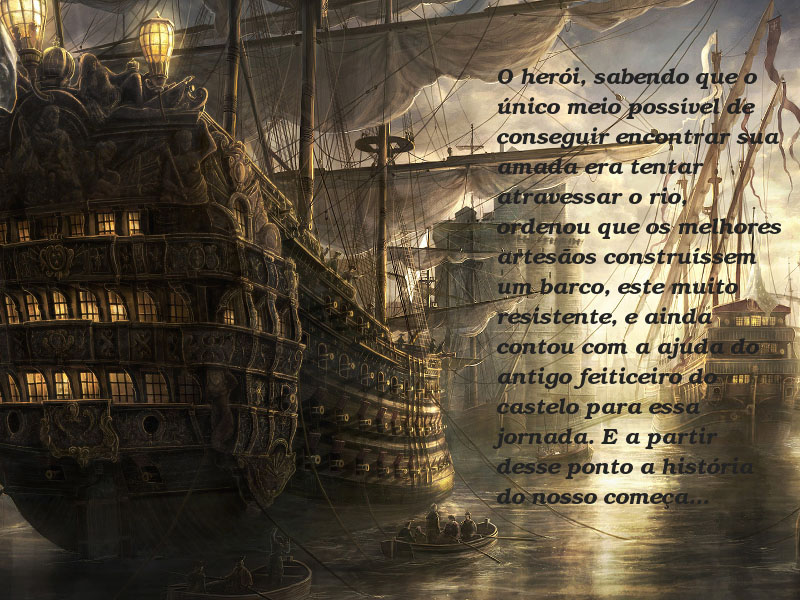 O herói, sabendo que o
único meio possível de
conseguir encontrar sua
amada era tentar
atravessar o rio,
ordenou que os melhores
artesãos construíssem
um barco, este muito
resistente, e ainda
contou com a ajuda do
antigo feiticeiro do
castelo para essa
jornada. E a partir
desse ponto a história
do nosso começa...